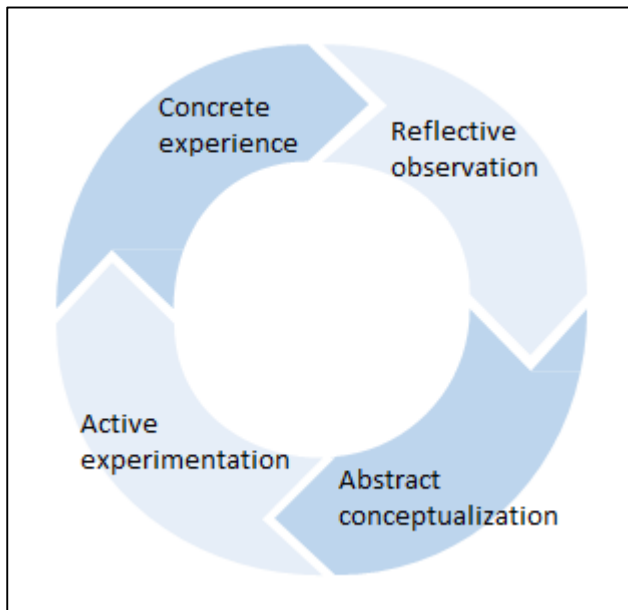 Concrete
experience
Reflective
observation
Abstract
conceptualization
Active
experimentation